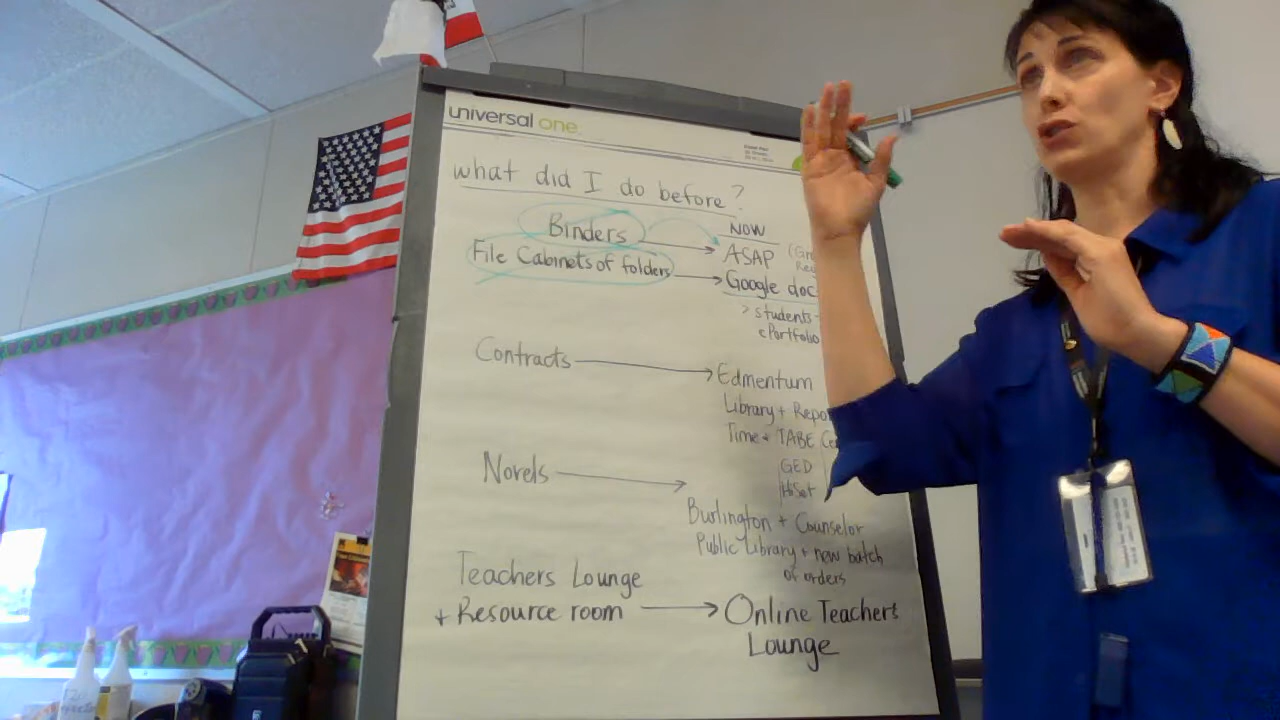 universal one
what did I do before?
Binders
NOW
ASAP
File Cabinets of folders
Google doc
> students-
ePortfolio
Contracts
Edmentum
Library + Repo
Time + TABE
GED
HiSet
Novels
Burlington + Counselor
Public Library + new batch
of orders
Teachers Lounge
+ Resource room
Online Teachers
Lounge